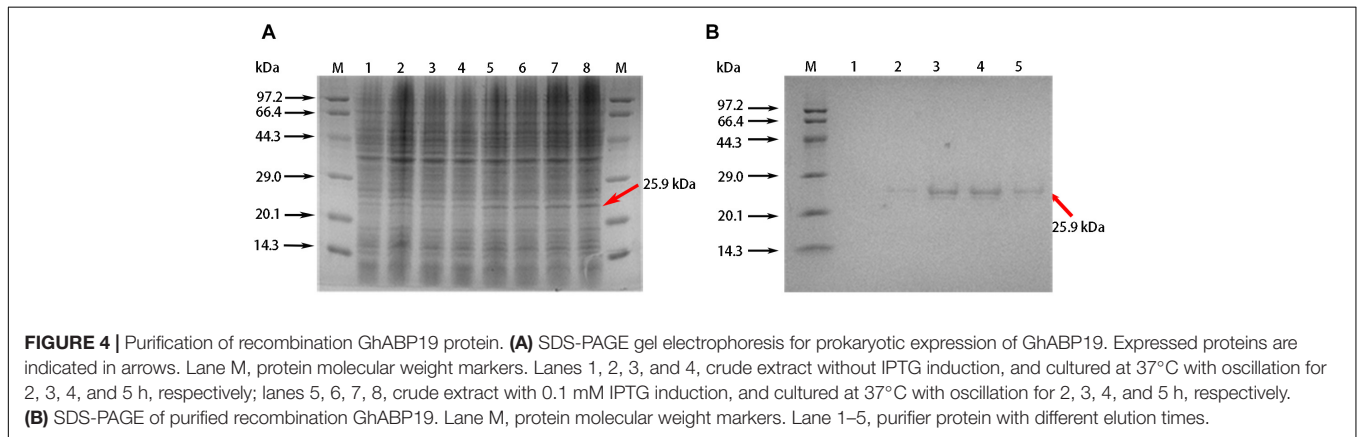 A
B
kDa M 1 2 3 4 5 6 7 8 M
97.2
66.4
44.3
29.0
25.9 kDa
20.1
14.3
kDa M 1 2 3 4 5
97.2
66.4
44.3
29.0
20.1
25.9 kDa
14.3
FIGURE 4 | Purification of recombination GhABP19 protein. (A) SDS-PAGE gel electrophoresis for prokaryotic expression of GhABP19. Expressed proteins are
indicated in arrows. Lane M, protein molecular weight markers. Lanes 1, 2, 3, and 4, crude extract without IPTG induction, and cultured at 37°C with oscillation for
2, 3, 4, and 5 h, respectively; lanes 5, 6, 7, 8, crude extract with 0.1 mM IPTG induction, and cultured at 37°C with oscillation for 2, 3, 4, and 5 h, respectively.
(B) SDS-PAGE of purified recombination GhABP19. Lane M, protein molecular weight markers. Lane 1–5, purifier protein with different elution times.